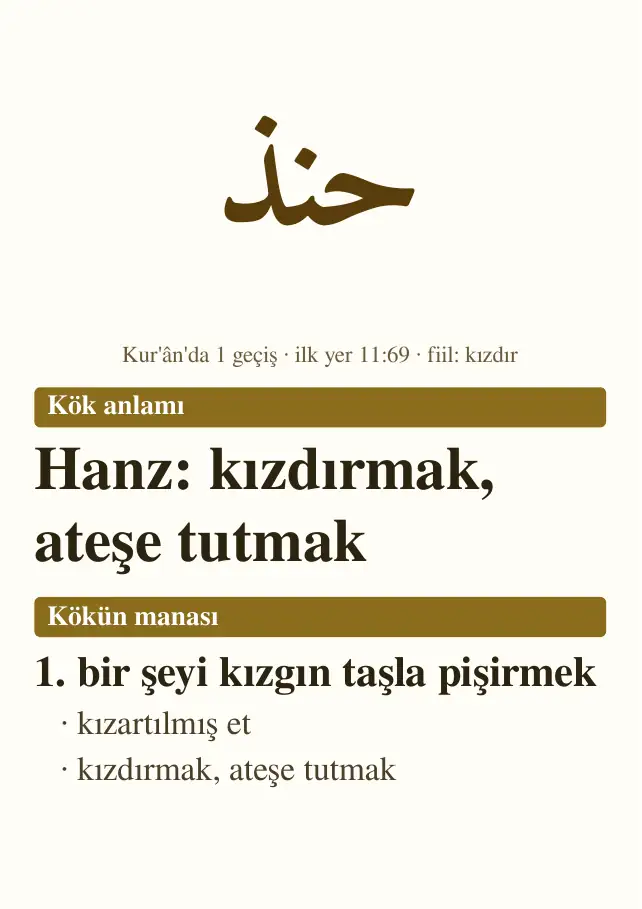 حنذ
Kur'ân'da 1 geçiş · ilk yer 11:69 · fiil: kızdır
Kök anlamı
Hanz: kızdırmak,
ateşe tutmak
Kökün manası
1. bir şeyi kızgın taşla pişirmek
· kızartılmış et
· kızdırmak, ateşe tutmak